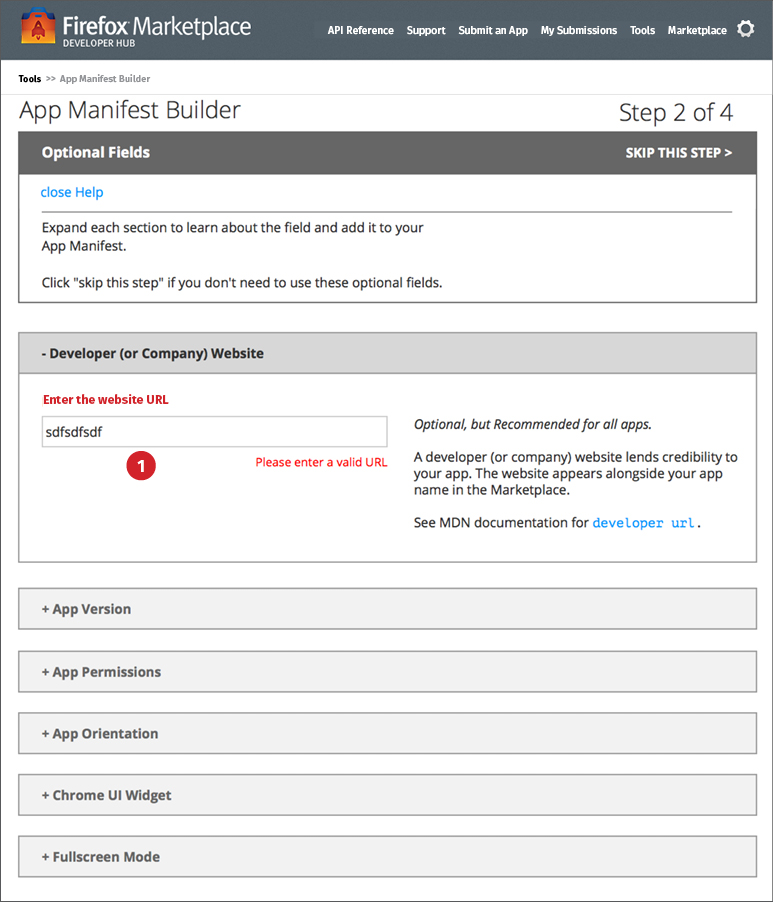 Firefox Marketplace
DEVELOPER HUB
API Reference Support Submit an App My Submissions Tools Marketplace
Tools >> App Manifest Builder
App Manifest Builder
Step 2 of 4
Optional Fields
SKIP THIS STEP >
close Help
Expand each section to learn about the field and add it to your
App Manifest.
Click "skip this step" if you don't need to use these optional fields.
- Developer (or Company) Website
Enter the website URL
sdfsdfsdf
1
Please enter a valid URL
Optional, but Recommended for all apps.
A developer (or company) website lends credibility to
your app. The website appears alongside your app
name in the Marketplace.
See MDN documentation for developer url.
+ App Version
+ App Permissions
+ App Orientation
+ Chrome UI Widget
+ Fullscreen Mode